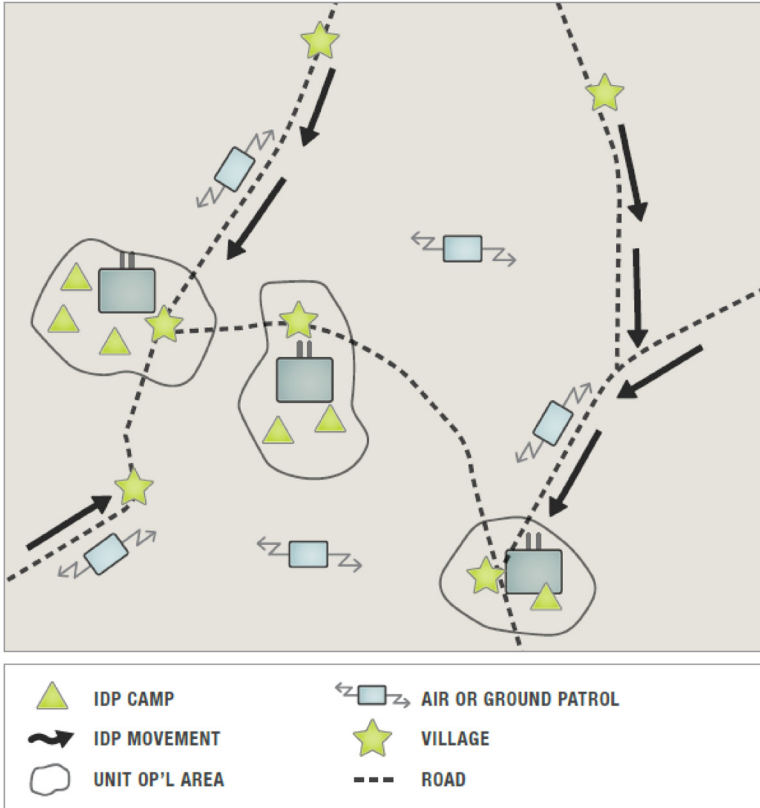 IDP CAMP
AIR OR GROUND PATROL
IDP MOVEMENT
VILLAGE
UNIT OP'L AREA
ROAD